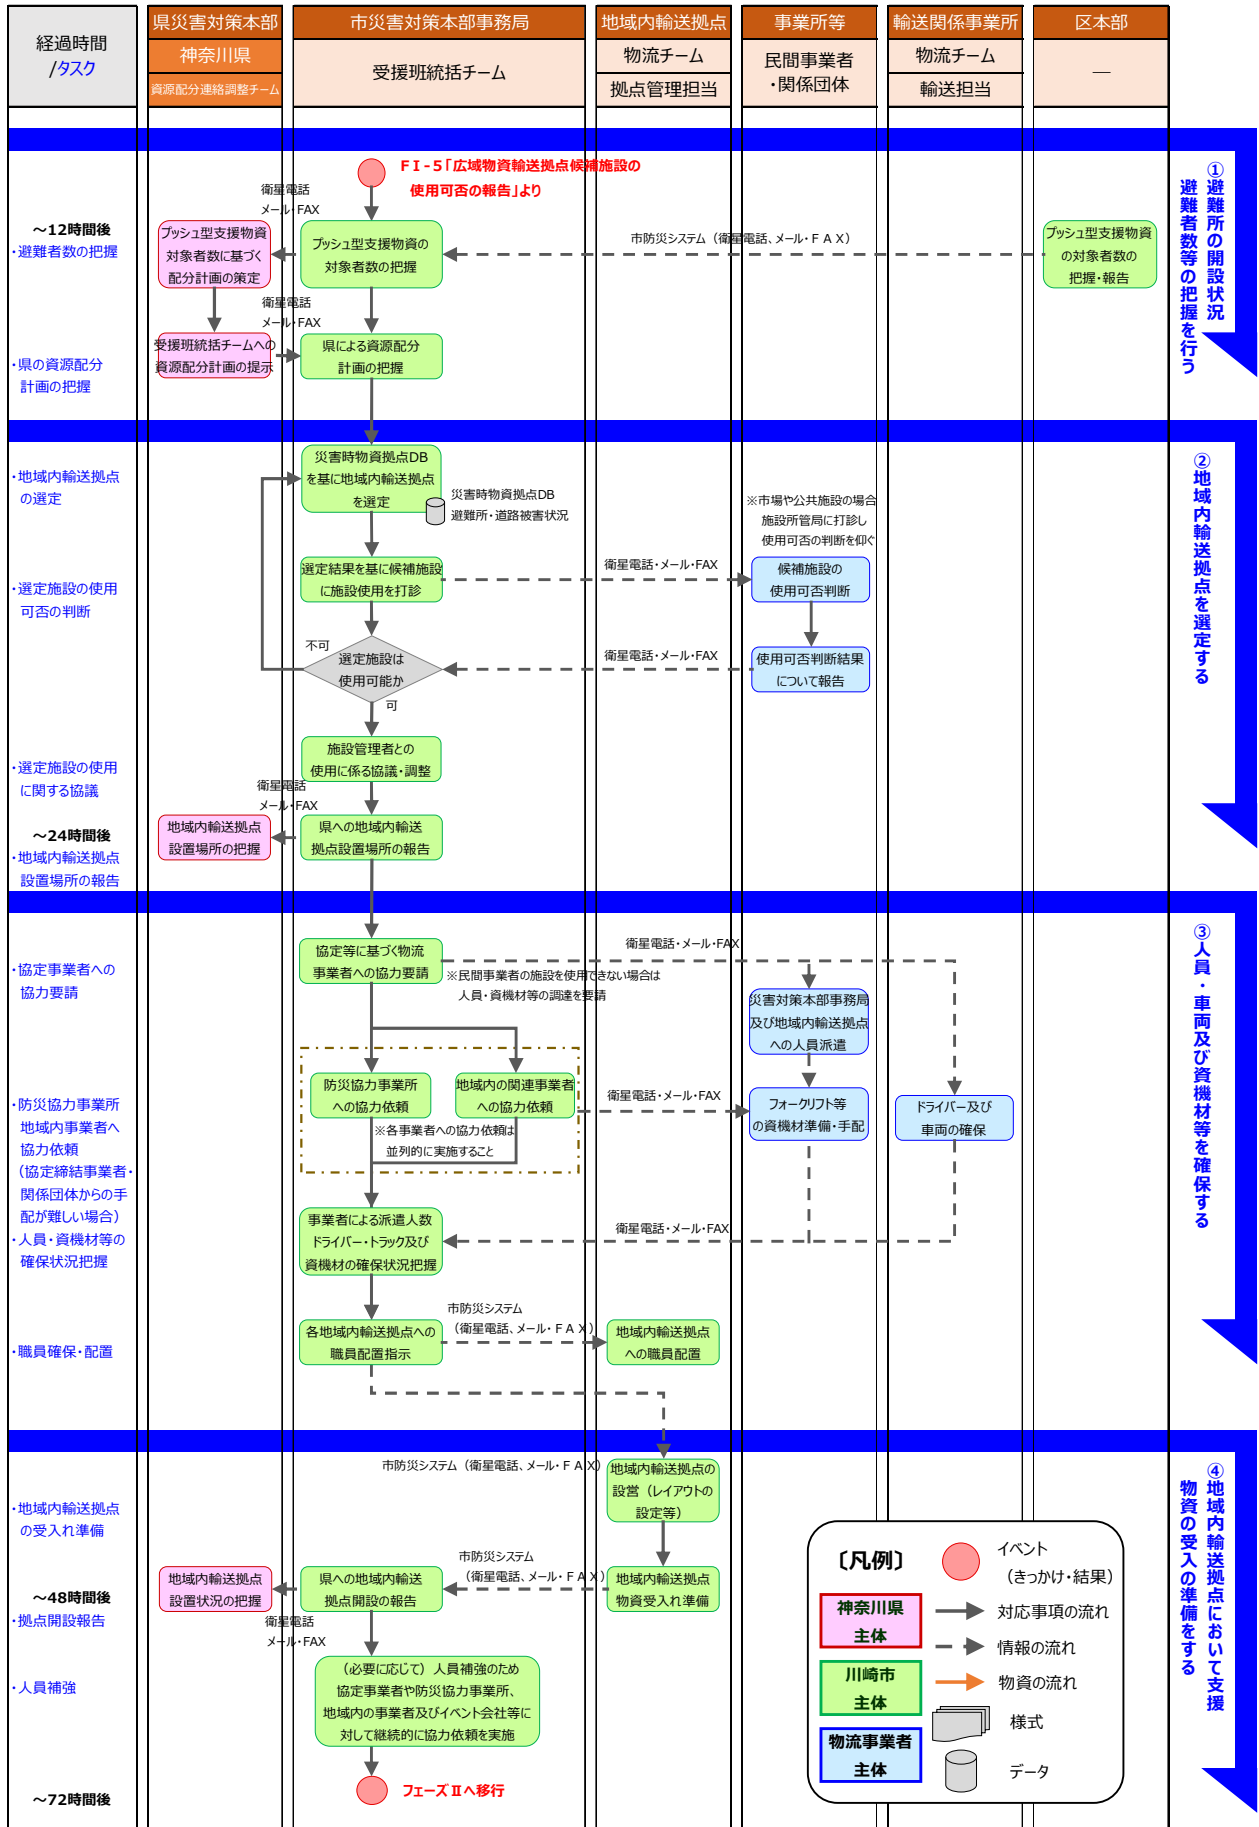 経過時間
/タスク
県災害対策本部
神奈川県
資源配分連絡調整チーム
市災害対策本部事務局
受援班統括チーム
地域内輸送拠点
物流チーム
拠点管理担当
事業所等
民間事業者
・関係団体
輸送関係事業所
物流チーム
輸送担当
区本部
―
①避難所の開設状況
避難者数等の把握を行う
FⅠ-5「広域物資輸送拠点候補施設の
使用可否の報告」より
衛星電話
メール・FAX
～12時間後
・避難者数の把握
プッシュ型支援物資
対象者数に基づく
配分計画の策定
プッシュ型支援物資の
対象者数の把握
市防災システム（衛星電話、メール・ＦＡＸ）
プッシュ型支援物資
の対象者数の
把握・報告
衛星電話
メール・FAX
・県の資源配分
計画の把握
受援班統括チームへの
資源配分計画の提示
県による資源配分
計画の把握
②地域内輸送拠点を選定する
・地域内輸送拠点
の選定
災害時物資拠点DB
を基に地域内輸送拠点
を選定
災害時物資拠点DB
避難所・道路被害状況
※市場や公共施設の場合
施設所管局に打診し
使用可否の判断を仰ぐ
・選定施設の使用
可否の判断
選定結果を基に候補施設
に施設使用を打診
衛星電話・メール・FAX
候補施設の
使用可否判断
不可
選定施設は
使用可能か
可
衛星電話・メール・FAX
使用可否判断結果
について報告
・選定施設の使用
に関する協議
施設管理者との
使用に係る協議・調整
衛星電話
メール・FAX
～24時間後
・地域内輸送拠点
設置場所の報告
地域内輸送拠点
設置場所の把握
県への地域内輸送
拠点設置場所の報告
③人員・車両及び資機材等を確保する
・協定事業者への
協力要請
協定等に基づく物流
事業者への協力要請
衛星電話・メール・FAX
※民間事業者の施設を使用できない場合は
人員・資機材等の調達を要請
災害対策本部事務局
及び地域内輸送拠点
への人員派遣
・防災協力事業所
地域内事業者へ
協力依頼
（協定締結事業者・
関係団体からの手
配が難しい場合）
・人員・資機材等の
確保状況把握
防災協力事業所
への協力依頼
地域内の関連事業者
への協力依頼
※各事業者への協力依頼は
並列的に実施すること
衛星電話・メール・FAX
フォークリフト等
の資機材準備・手配
ドライバー及び
車両の確保
事業者による派遣人数
ドライバー・トラック及び
資機材の確保状況把握
衛星電話・メール・FAX
・職員確保・配置
各地域内輸送拠点への
職員配置指示
市防災システム
（衛星電話、メール・ＦＡＸ）
地域内輸送拠点
への職員配置
④地域内輸送拠点において支援
物資の受入の準備をする
市防災システム（衛星電話、メール・ＦＡＸ）
地域内輸送拠点の
設営（レイアウトの
設定等）
・地域内輸送拠点
の受入れ準備
市防災システム
（衛星電話、メール・ＦＡＸ）
地域内輸送拠点
物資受入れ準備
～48時間後
・拠点開設報告
地域内輸送拠点
設置状況の把握
県への地域内輸送
拠点開設の報告
衛星電話
メール・FAX
・人員補強
（必要に応じて）人員補強のため
協定事業者や防災協力事業所、
地域内の事業者及びイベント会社等に
対して継続的に協力依頼を実施
フェーズⅡへ移行
～72時間後
〔凡例〕
イベント
（きっかけ・結果）
神奈川県
主体
対応事項の流れ
情報の流れ
川崎市
主体
物資の流れ
様式
物流事業者
主体
データ